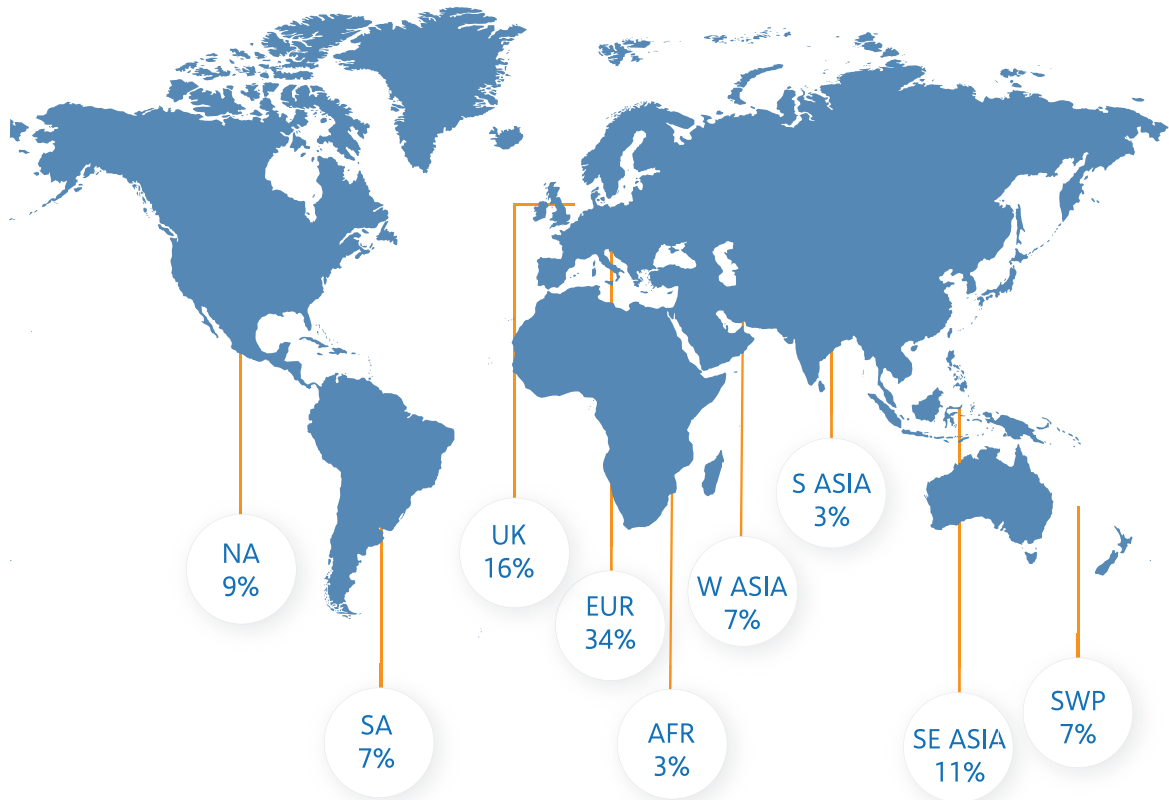 NA
9%
SA
7%
UK
16%
EUR
34%
AFR
3%
W ASIA
7%
S ASIA
3%
SE ASIA
11%
SWP
7%